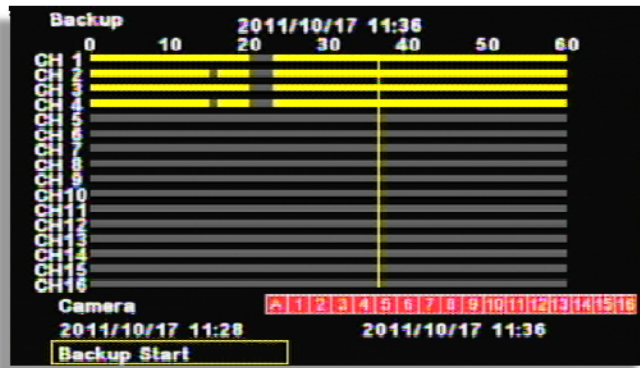 Backup 2011/10/17 11:36
0 10 20 30 40 50 60
CH 1
CH 2
CH 3
CH 4
CH 5
CH 6
CH 7
CH 8
CH 9
CH10
CH11
CH12
CH13
CH14
CH15
CH16
Camera A 1 2 3 4 5 6 7 8 9 10 11 12 13 14 15 16
2011/10/17 11:28 2011/10/17 11:36
Backup Start